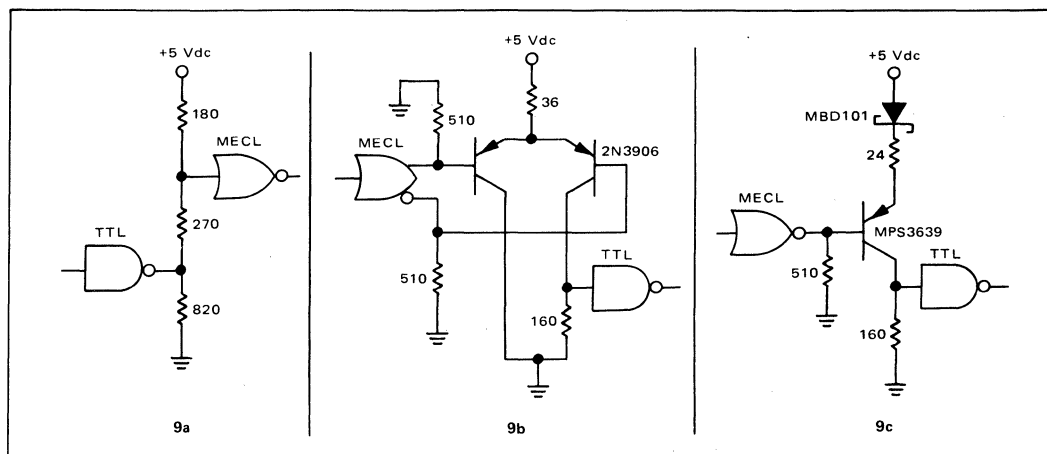 +5 Vdc
180
MECL
270
TTL
820
9a
+5 Vdc
36
510
MECL
2N3906
510
TTL
160
9b
+5 Vdc
MBD101
24
MECL
MPS3639
510
TTL
160
9c